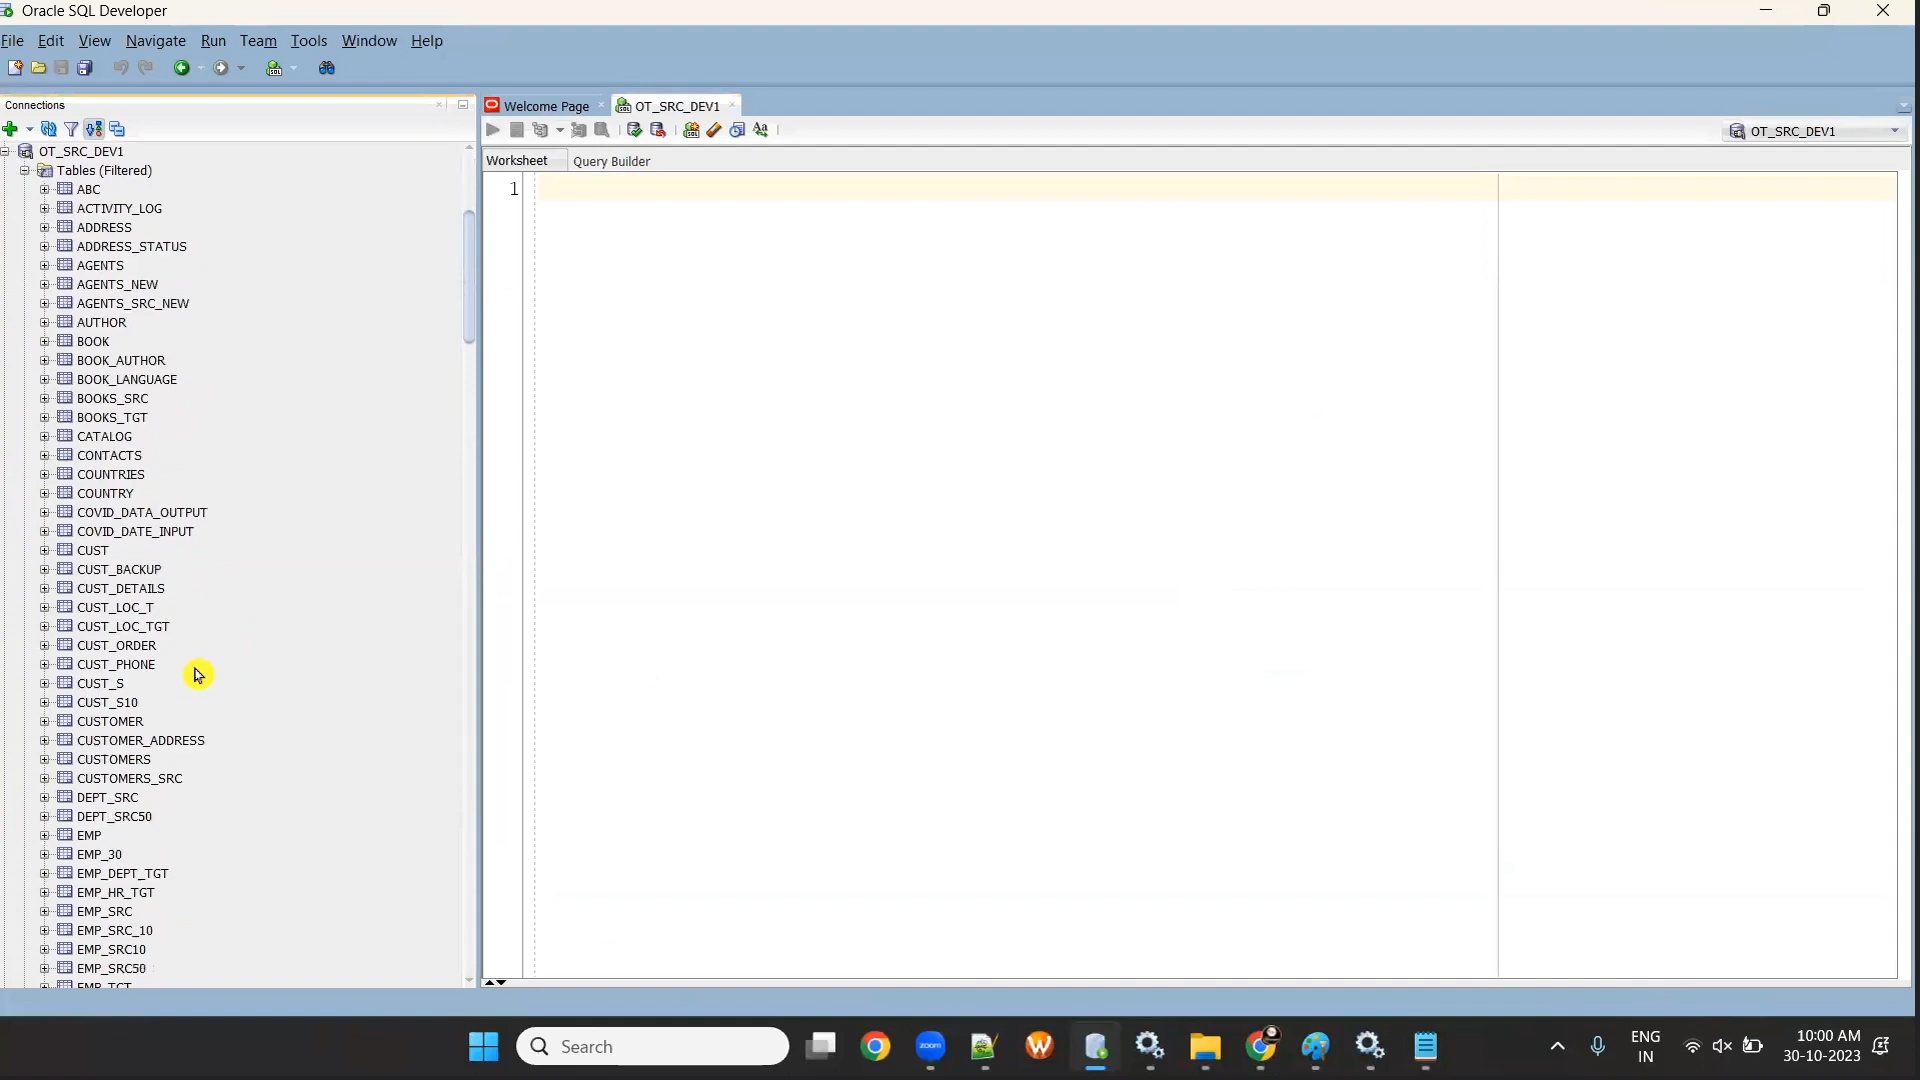 Oracle SQL Developer
File Edit View Navigate Run Team Tools Window Help
Connections
Welcome Page
OT_SRC_DEV1
OT_SRC_DEV1
Worksheet
Query Builder
1
OT_SRC_DEV1
Tables (Filtered)
ABC
ACTIVITY_LOG
ADDRESS
ADDRESS_STATUS
AGENTS
AGENTS_NEW
AGENTS_SRC_NEW
AUTHOR
BOOK
BOOK_AUTHOR
BOOK_LANGUAGE
BOOKS_SRC
BOOKS_TGT
CATALOG
CONTACTS
COUNTRIES
COUNTRY
COVID_DATA_OUTPUT
COVID_DATE_INPUT
CUST
CUST_BACKUP
CUST_DETAILS
CUST_LOC_T
CUST_LOC_TGT
CUST_ORDER
CUST_PHONE
CUST_S
CUST_S10
CUSTOMER
CUSTOMER_ADDRESS
CUSTOMERS
CUSTOMERS_SRC
DEPT_SRC
DEPT_SRC50
EMP
EMP_30
EMP_DEPT_TGT
EMP_HR_TGT
EMP_SRC
EMP_SRC_10
EMP_SRC10
EMP_SRC50
EMP_TGT
Search
zoom
ENG
IN
10:00 AM
30-10-2023